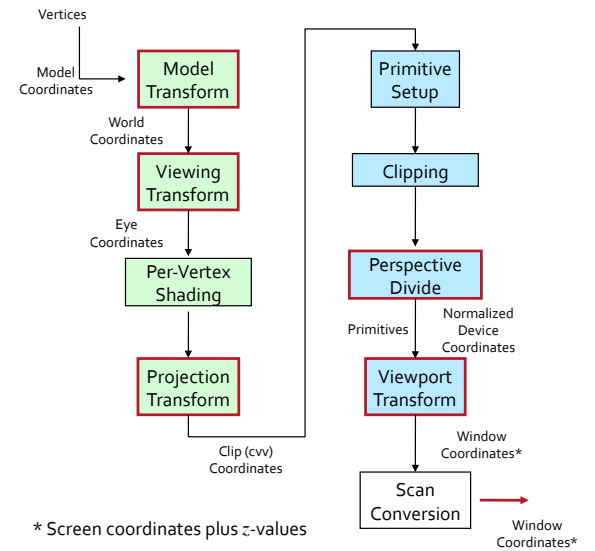 Vertices
Model
Coordinates
Model
Transform
World
Coordinates
Viewing
Transform
Eye
Coordinates
Per-Vertex
Shading
Projection
Transform
Clip (cvv)
Coordinates
Primitive
Setup
Clipping
Perspective
Divide
Primitives
Normalized
Device
Coordinates
Viewport
Transform
Window
Coordinates*
Scan
Conversion
Window
Coordinates*
* Screen coordinates plus z-values